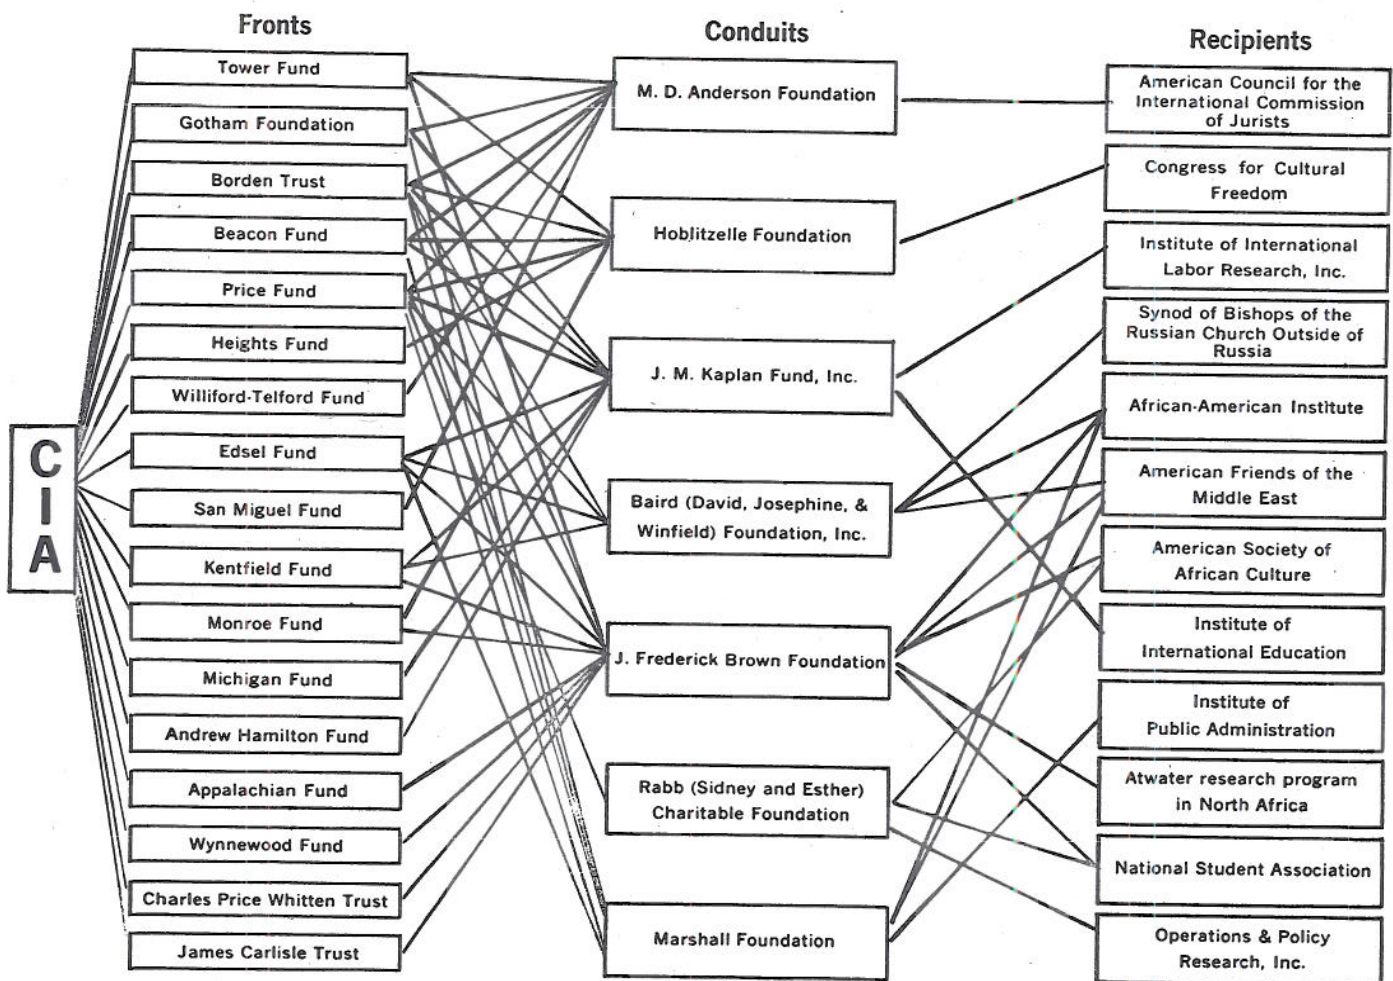 Fronts
Conduits
Recipients
C
I
A
Tower Fund
Gotham Foundation
Borden Trust
Beacon Fund
Price Fund
Heights Fund
Williford-Telford Fund
Edsel Fund
San Miguel Fund
Kentfield Fund
Monroe Fund
Michigan Fund
Andrew Hamilton Fund
Appalachian Fund
Wynnewood Fund
Charles Price Whitten Trust
James Carlisle Trust
M. D. Anderson Foundation
Hoblitzelle Foundation
J. M. Kaplan Fund, Inc.
Baird (David, Josephine, &
Winfield) Foundation, Inc.
J. Frederick Brown Foundation
Rabb (Sidney and Esther)
Charitable Foundation
Marshall Foundation
American Council for the
International Commission
of Jurists
Congress for Cultural
Freedom
Institute of International
Labor Research, Inc.
Synod of Bishops of the
Russian Church Outside of
Russia
African-American Institute
American Friends of the
Middle East
American Society of
African Culture
Institute of
International Education
Institute of
Public Administration
Atwater research program
in North Africa
National Student Association
Operations & Policy
Research, Inc.